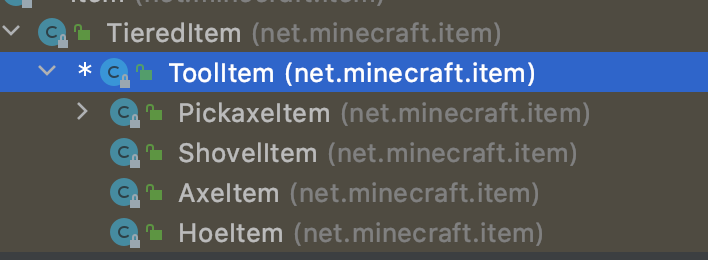 TieredItem (net.minecraft.item)
* ToolItem (net.minecraft.item)
PickaxeItem (net.minecraft.item)
ShovelItem (net.minecraft.item)
AxeItem (net.minecraft.item)
HoeItem (net.minecraft.item)